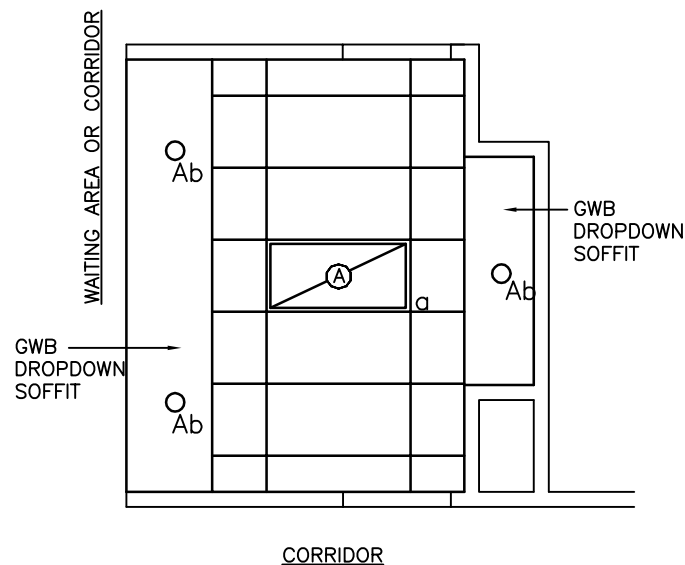 WAITING AREA OR CORRIDOR
Ab
GWB
DROPDOWN
SOFFIT
A
Ab
a
GWB
DROPDOWN
SOFFIT
Ab
CORRIDOR